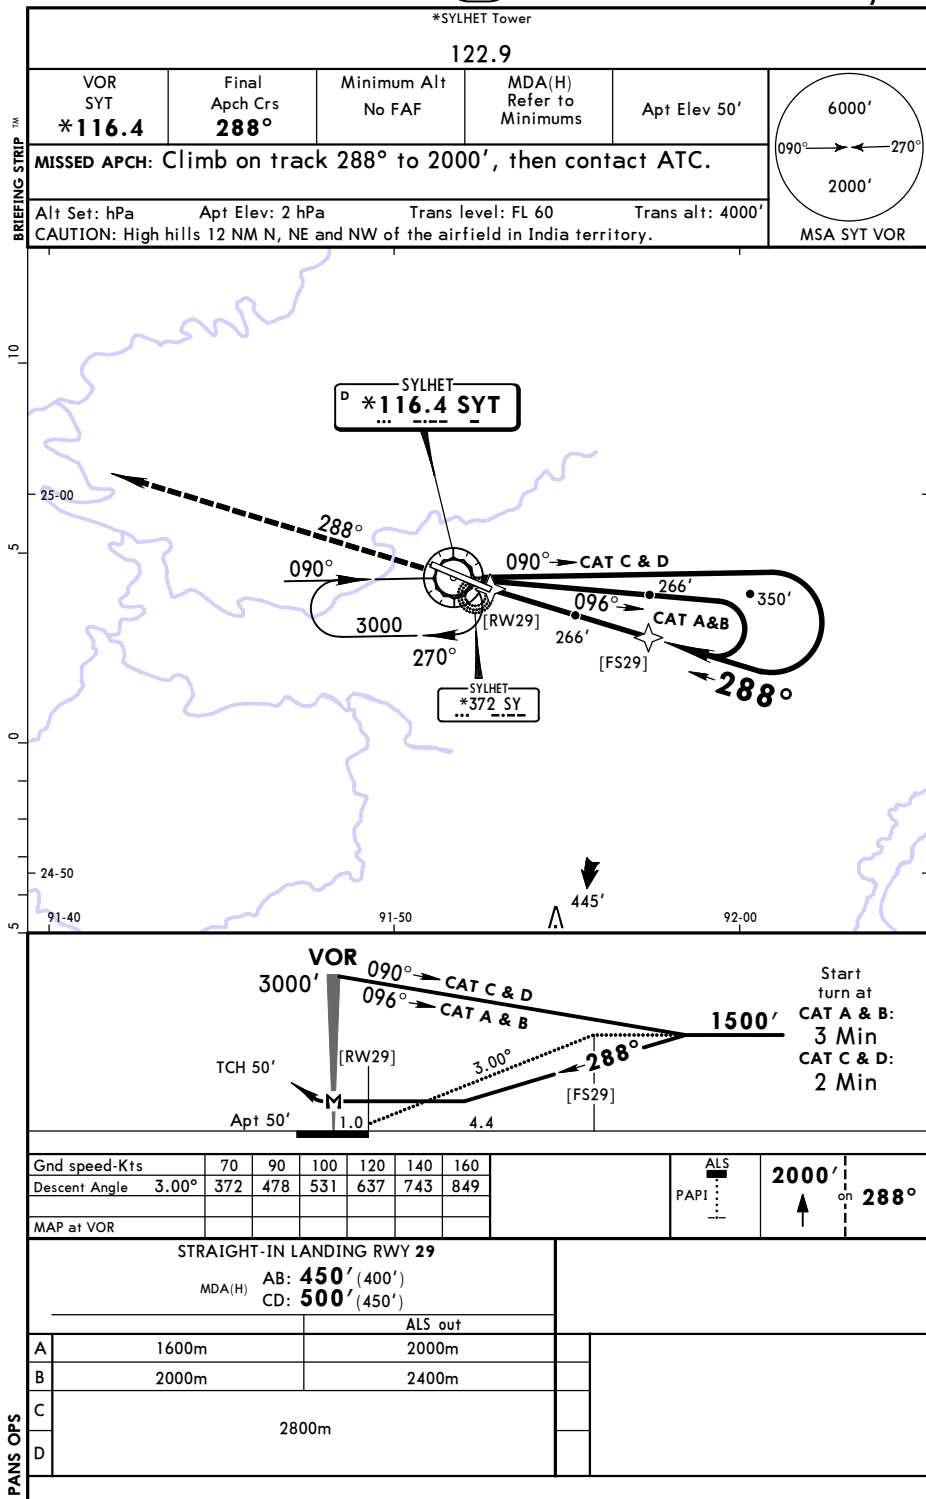 *SYLHET Tower
122.9
VOR
SYT
*116.4
Final
Apch Crs
288°
Minimum Alt
No FAF
MDA(H)
Refer to
Minimums
Apt Elev 50'
6000'
090°
270°
2000'
MSA SYT VOR
BRIEFING STRIP TM
MISSED APCH: Climb on track 288° to 2000', then contact ATC.
Alt Set: hPa Apt Elev: 2 hPa Trans level: FL 60 Trans alt: 4000'
CAUTION: High hills 12 NM N, NE and NW of the airfield in India territory.
10
SYLHET
D *116.4 SYT
25-00
288°
5
090°
090° CAT C & D
266'
350'
096°
CAT A&B
3000
[RW29]
266'
270°
[FS29]
288°
SYLHET
*372 SY
0
24-50
445'
5
91-40
91-50
92-00
VOR
3000'
090° CAT C & D
096° CAT A & B
1500'
Start
turn at
CAT A & B:
3 Min
CAT C & D:
2 Min
[RW29]
TCH 50'
3.00°
288°
[FS29]
M
Apt 50'
1.0
4.4
Gnd speed-Kts 70 90 100 120 140 160
Descent Angle 3.00° 372 478 531 637 743 849
MAP at VOR
ALS
PAPI
2000'
on 288°
STRAIGHT-IN LANDING RWY 29
MDA(H)
AB: 450' (400')
CD: 500' (450')
ALS out
A 1600m 2000m
B 2000m 2400m
C
2800m
D
PANS OPS